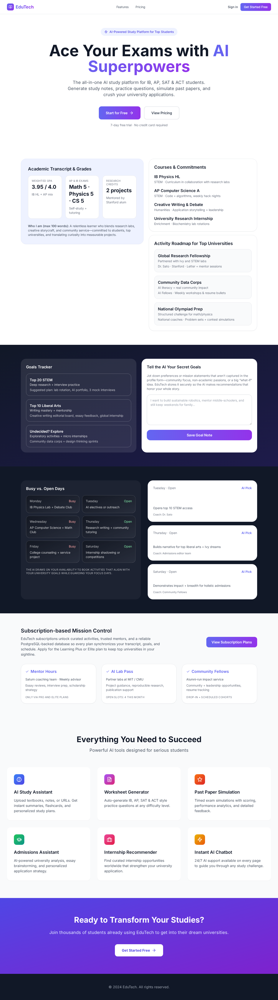 EduTech
Features
Pricing
Sign in
Get Started Free
AI-Powered Study Platform for Top Students
Ace Your Exams with AI
Superpowers
The all-in-one AI study platform for IB, AP, SAT & ACT students.
Generate study notes, practice questions, simulate past papers, and
crush your university applications.
Start for Free
View Pricing
7-day free trial · No credit card required
Academic Transcript & Grades
WEIGHTED GPA
3.95 / 4.0
IB HL + AP mix
AP & IB EXAMS
Math 5 ·
Physics 5
· CS 5
Self-study +
tutoring
RESEARCH
CREDITS
2 projects
Mentored by
Stanford alum
Who I am (max 100 words): A relentless learner who blends research labs,
creative storycraft, and community service—committed to students, top
universities, and translating curiosity into measurable projects.
Courses & Commitments
IB Physics HL
STEM · Curriculum in collaboration with research labs
AP Computer Science A
STEM · Code + algorithms, weekly hack nights
Creative Writing & Debate
Humanities · Application storytelling + leadership
University Research Internship
Enrichment · Biochemistry lab rotations
Activity Roadmap for Top Universities
Global Research Fellowship
Partnered with Ivy and STEM labs
Dr. Sato · Stanford · Letter + mentor sessions
Community Data Corps
AI literacy + real community impact
AI Fellows · Weekly workshops & resume bullets
National Olympiad Prep
Structured challenge for math/physics
National coaches · Problem sets + contest simulations
Goals Tracker
Top 20 STEM
Deep research + interview practice
Suggested plan: lab rotation, AI portfolio, 3 mock interviews
Top 10 Liberal Arts
Writing mastery + mentorship
Creative writing editorial board, essay feedback, global internship
Undecided? Explore
Exploratory activities + micro internships
Community data corps + design thinking sprints
Tell the AI Your Secret Goals
Jot down preferences or mission statements that aren't captured in the
profile form—community focus, non-academic passions, or a big "what-if"
idea. EduTech stores it securely so the AI makes recommendations that
honor your whole story.
I want to build sustainable robotics, mentor middle-schoolers, and
still keep weekends for family...
Save Goal Note
Busy vs. Open Days
Monday
Busy
IB Physics Lab + Debate Club
Tuesday
Open
AI electives or outreach
Wednesday
Busy
AP Computer Science + Math
Club
Thursday
Open
Research writing + community
tutoring
Friday
Busy
College counseling + service
project
Saturday
Open
Internship shadowing or
competitions
THE AI DRAWS ON YOUR AVAILABILITY TO BOOK ACTIVITIES THAT ALIGN WITH
YOUR UNIVERSITY GOALS WHILE GUARDING YOUR FOCUS DAYS.
Tuesday · Open
AI Pick
Opens top 10 STEM access
Coach: Dr. Sato
Thursday · Open
AI Pick
Builds narrative for top liberal arts + Ivy dreams
Coach: Admissions editor team
Saturday · Open
AI Pick
Demonstrates impact + breadth for holistic admissions
Coach: Community Fellows
Subscription-based Mission Control
EduTech subscriptions unlock curated activities, trusted mentors, and a reliable
PostgreSQL-backed database so every plan synchronizes your transcript, goals, and
schedule. Apply for the Learning Plus or Elite plan to keep top universities in your
sightline.
View Subscription Plans
Mentor Hours
Saturn coaching team · Weekly advisor
Essay reviews, interview prep, scholarship
strategy
ONLY VIA PRO AND ELITE PLANS
AI Lab Pass
Partner labs at MIT / CMU
Project guidance, reproducible research,
publication support
OPEN SLOTS: 4 THIS MONTH
Community Fellows
Alumni-run impact service
Community + leadership opportunities,
resume tracking
DROP-IN + SCHEDULED COHORTS
Everything You Need to Succeed
Powerful AI tools designed for serious students
AI Study Assistant
Upload textbooks, notes, or URLs. Get
instant summaries, flashcards, and
personalized study plans.
Worksheet Generator
Auto-generate IB, AP, SAT & ACT style
practice questions at any difficulty level.
Past Paper Simulation
Timed exam simulations with scoring,
performance analytics, and detailed
feedback.
Admissions Assistant
AI-powered university analysis, essay
brainstorming, and personalized
application strategy.
Internship Recommender
Find curated internship opportunities
worldwide that strengthen your university
application.
Instant AI Chatbot
24/7 AI support available on every page
to guide you through any study challenge.
Ready to Transform Your Studies?
Join thousands of students already using EduTech to get into their dream universities.
Get Started Free
© 2024 EduTech. All rights reserved.